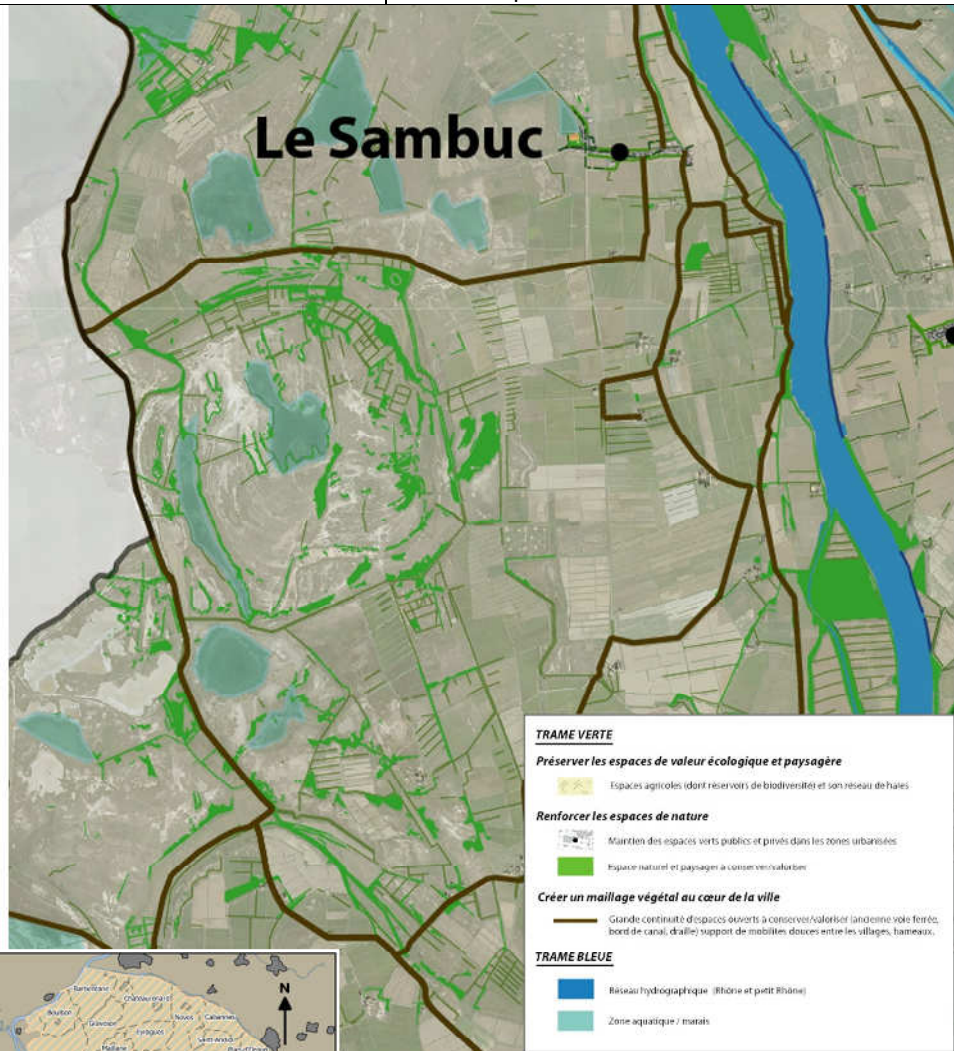 Le Sambuc
TRAME VERTE
Préserver les espaces de valeur écologique et paysagère
Espaces agricoles (dont réservoirs de biodiversité) et son réseau de haies
Renforcer les espaces de nature
Maintien des espaces verts publics et privés dans les zones urbanisées
Espace naturel et paysager à conserver/valoriser
Créer un maillage végétal au cœur de la ville
Grande continuité d'espaces ouverts à conserver/valoriser (ancienne voie ferrée,
bord de canal, draille) support de mobilités douces entre les villages, hameaux.
TRAME BLEUE
Réseau hydrographique (Rhône et petit Rhône)
Zone aquatique / marais
N
Barbentane
Châteaurenard
Boulbon
Noves
Cabannes
Graveson
Eyragues
Saint-Andiol
Maillane
Plan-d'Orgon